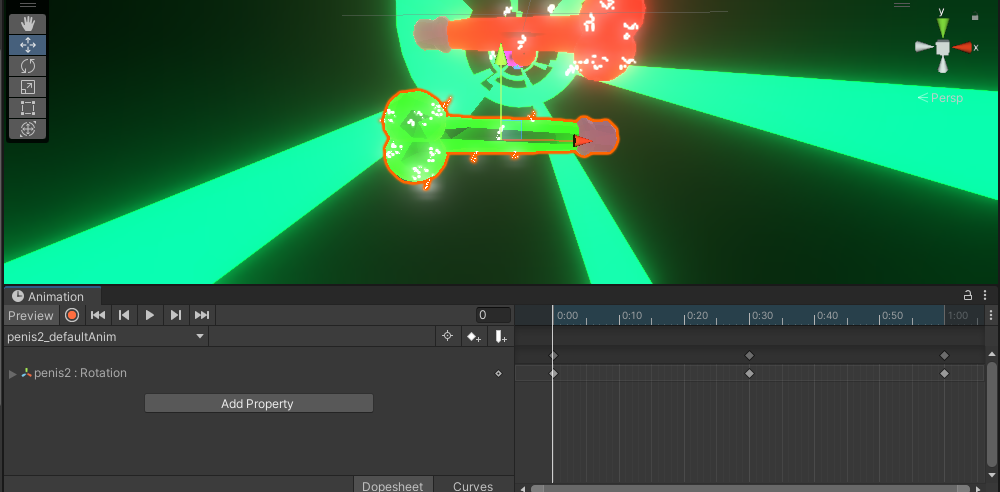 y
x
Persp
Animation
Preview
0
0:00 0:10 0:20 0:30 0:40 0:50 1:00
penis2_defaultAnim
penis2 : Rotation
Add Property
Dopesheet Curves